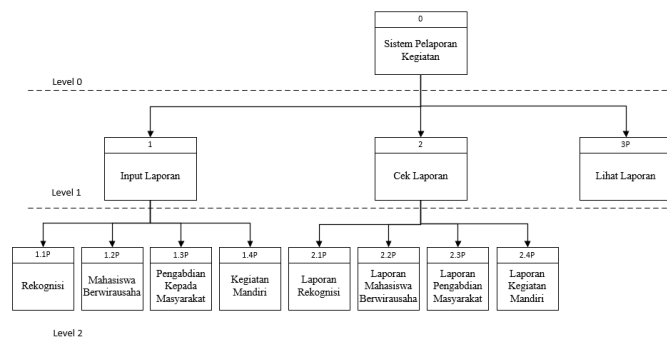 0
Sistem Pelaporan
Kegiatan
Level 0
1
Input Laporan
2
Cek Laporan
3P
Lihat Laporan
Level 1
1.1P
Rekognisi
1.2P
Mahasiswa
Berwirausaha
1.3P
Pengabdian
Kepada
Masyarakat
1.4P
Kegiatan
Mandiri
2.1P
Laporan
Rekognisi
2.2P
Laporan
Mahasiswa
Berwirausaha
2.3P
Laporan
Pengabdian
Masyarakat
2.4P
Laporan
Kegiatan
Mandiri
Level 2